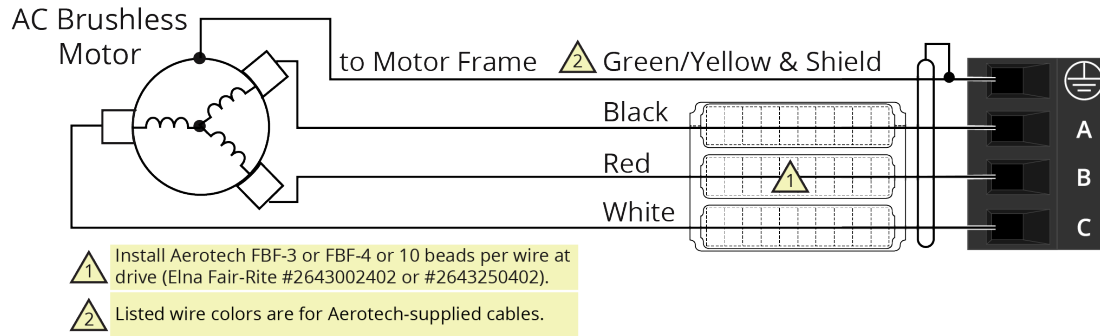 AC Brushless
Motor
to Motor Frame
2 Green/Yellow & Shield
Black
A
Red
1
B
White
C
1 Install Aerotech FBF-3 or FBF-4 or 10 beads per wire at
drive (Elna Fair-Rite #2643002402 or #2643250402).
2 Listed wire colors are for Aerotech-supplied cables.